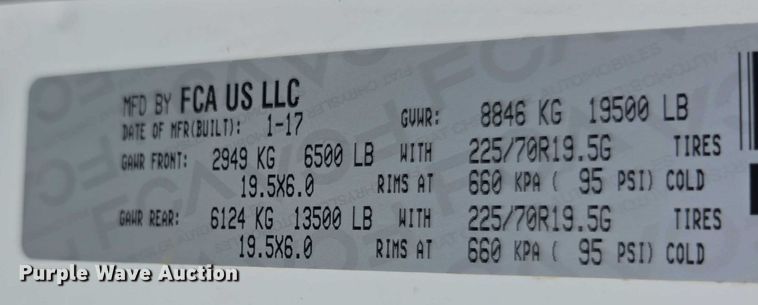 MFD BY FCA US LLC
DATE OF MFR(BUILT): 1-17 GVWR: 8846 KG 19500 LB
GAWR FRONT: 2949 KG 6500 LB WITH 225/70R19.5G TIRES
19.5X6.0 RIMS AT 660 KPA ( 95 PSI) COLD
GAWR REAR: 6124 KG 13500 LB WITH 225/70R19.5G TIRES
19.5X6.0 RIMS AT 660 KPA ( 95 PSI) COLD
Purple Wave Auction